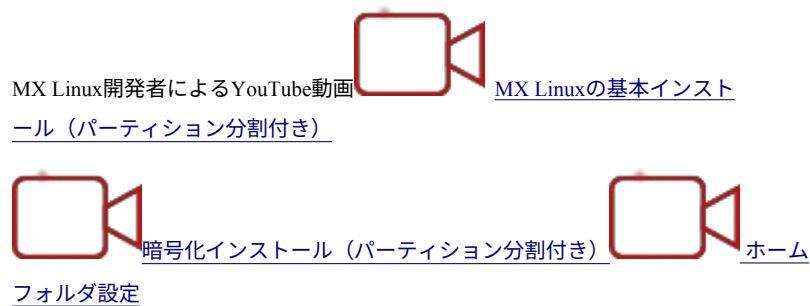 MX Linux開発者によるYouTube動画 MX Linuxの基本インスト
ール（パーティション分割付き）
暗号化インストール（パーティション分割付き） ホーム
フォルダ設定